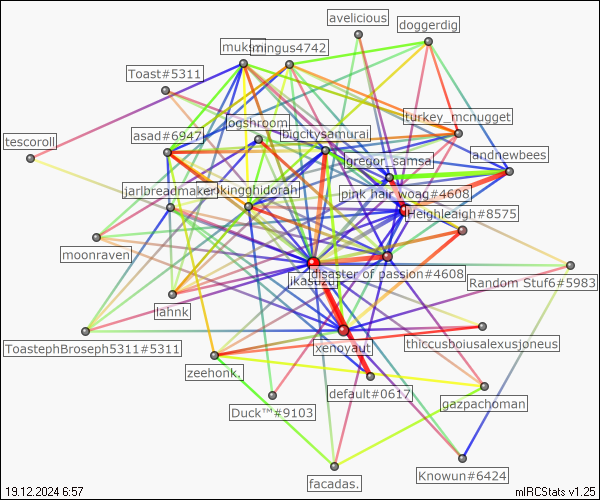 avelicious
doggerdig
muksni
mingus4742
Toast#5311
turkey_mcnugget
logshroom
tescoroll
asad#6947
bigcitysamurai
gregor_samsa
andnewbees
jarlbreadmaker
kingghidorah
pink hair woag#4608
Heighleaigh#8575
moonraven
disaster of passion#4608
jkasuzu
Random Stuf6#5983
lahnk
ToastephBroseph5311#5311
xenoyaut
thiccusboiusalexusjoneus
zeehonk.
default#0617
gazpachoman
Duck™#9103
facadas.
Knowun#6424
19.12.2024 6:57
mIRCStats v1.25